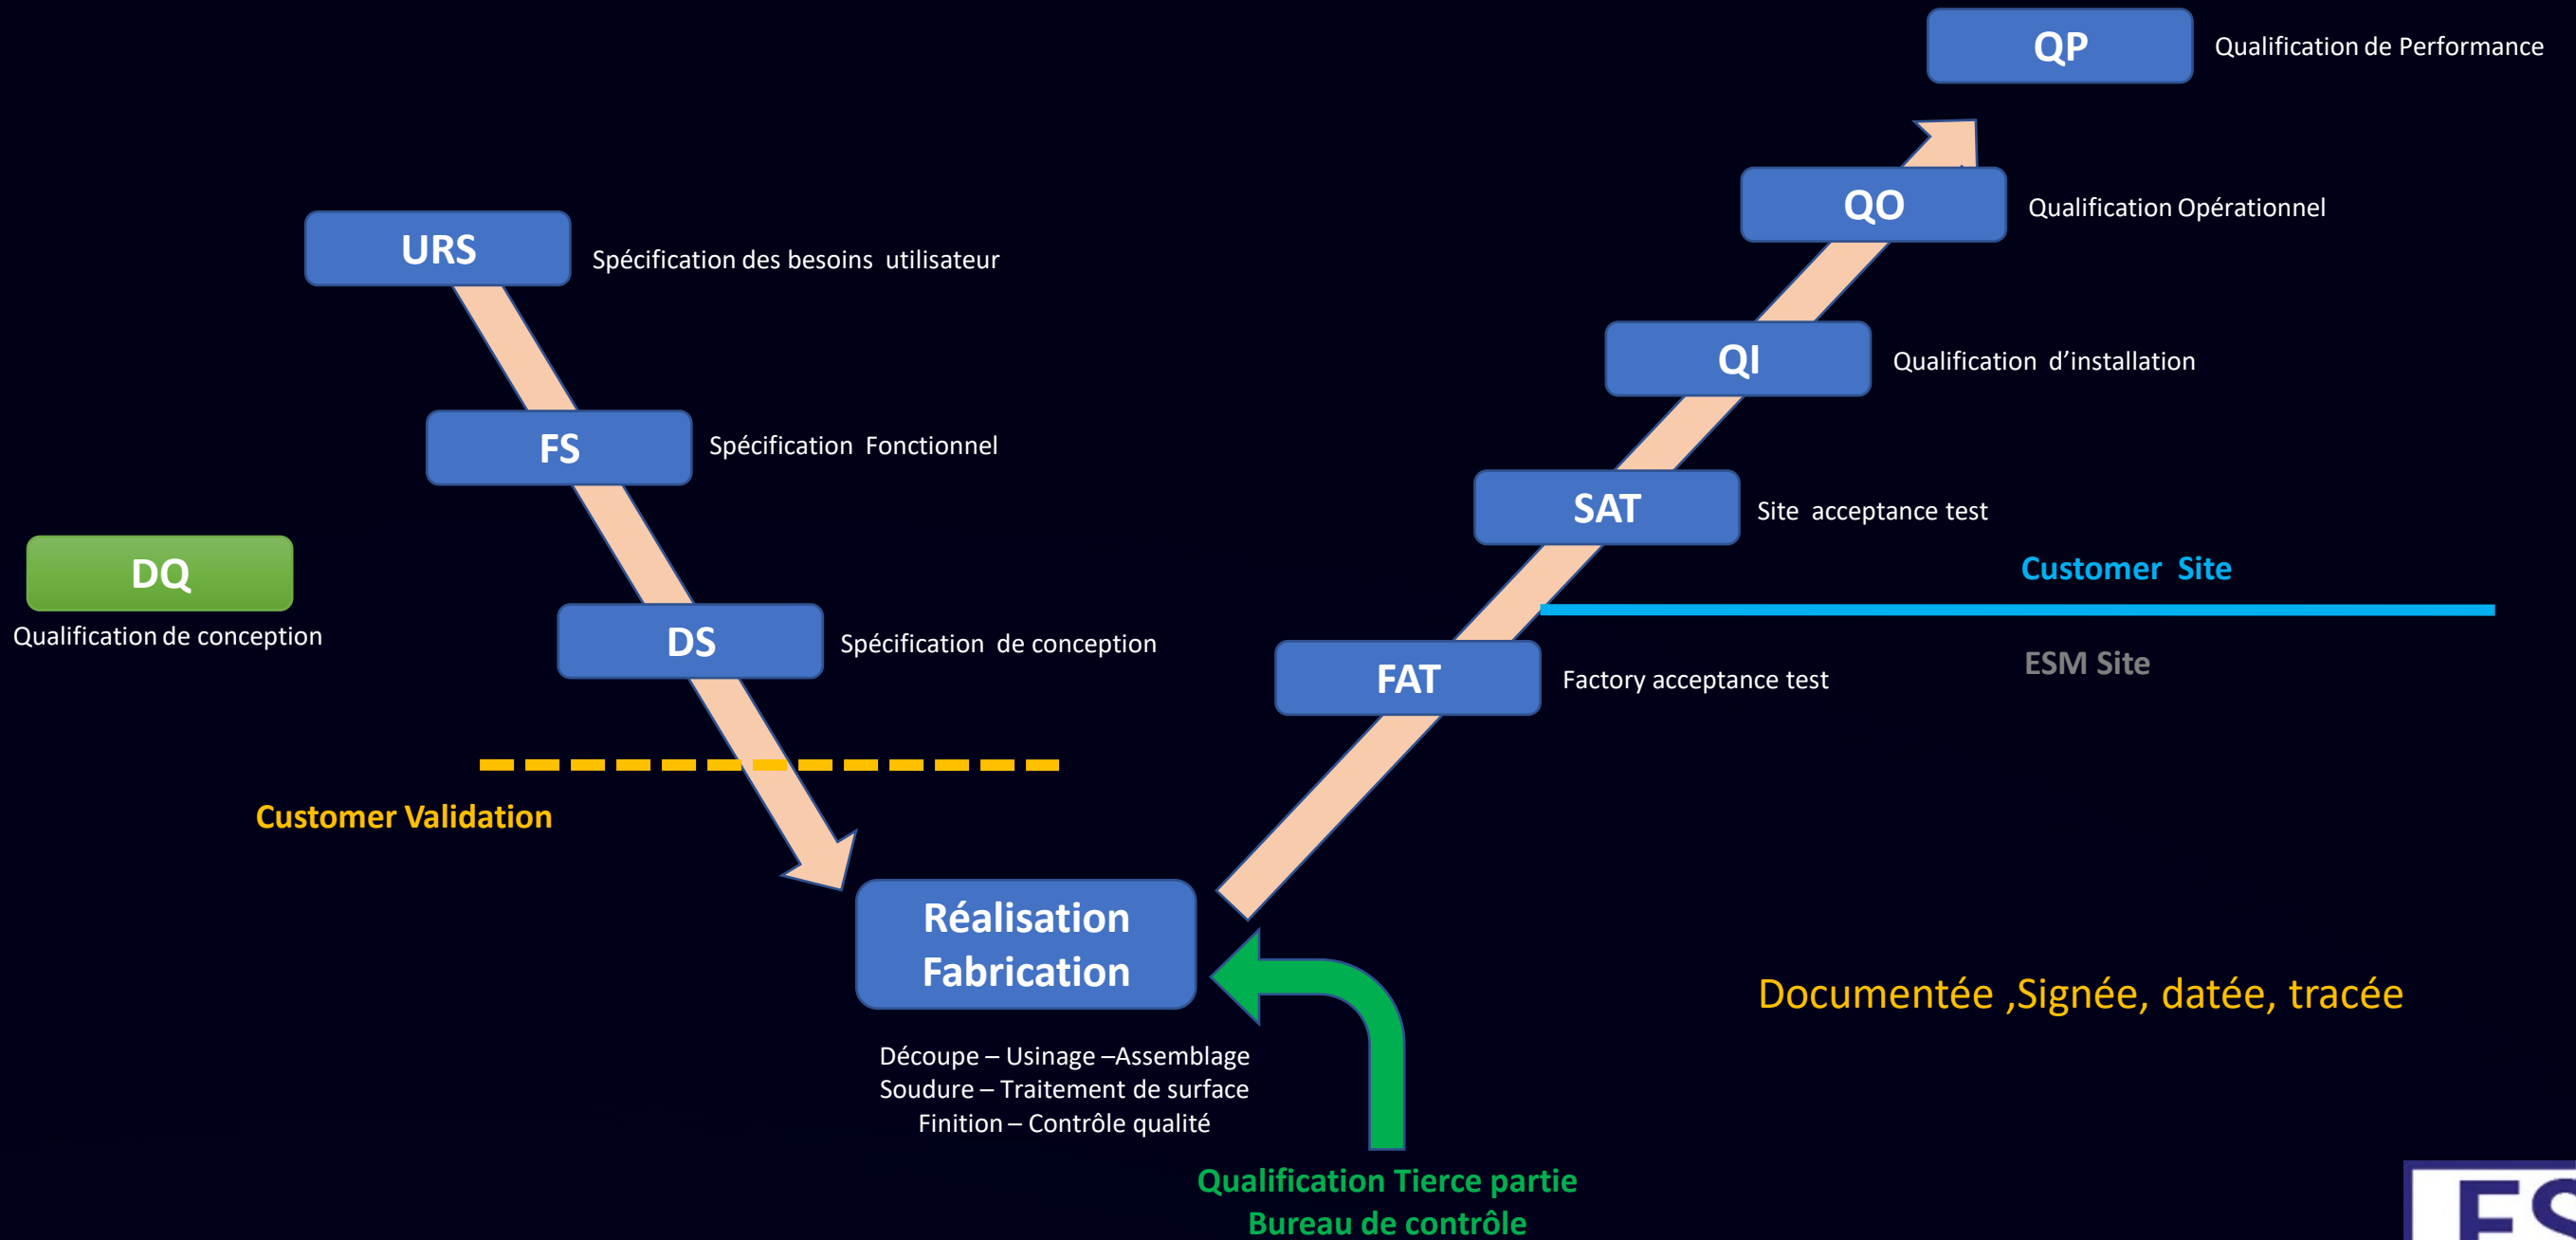 QP
Qualification de Performance
QO
Qualification Opérationnel
URS
Spécification des besoins utilisateur
QI
Qualification d’installation
FS
Spécification Fonctionnel
SAT
Site acceptance test
DQ
Qualification de conception
Customer Site
DS
Spécification de conception
FAT
Factory acceptance test
ESM Site
Customer Validation
Réalisation
Fabrication
Documentée ,Signée, datée, tracée
Découpe – Usinage –Assemblage
Soudure – Traitement de surface
Finition – Contrôle qualité
Qualification Tierce partie
Bureau de contrôle